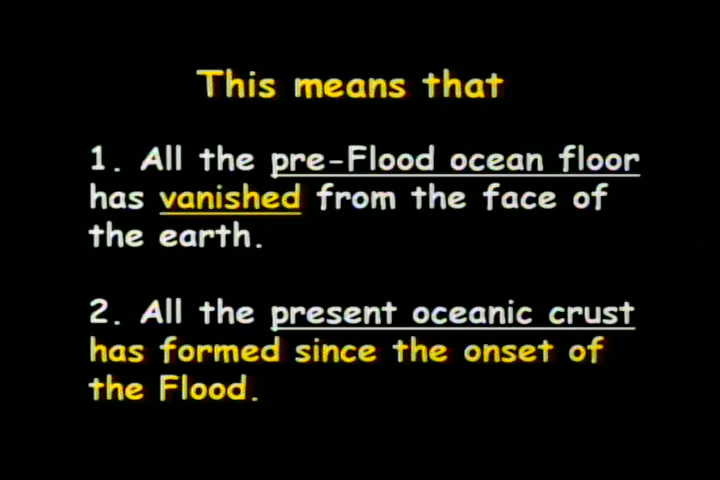 This means that
1. All the pre-Flood ocean floor
has vanished from the face of
the earth.
2. All the present oceanic crust
has formed since the onset of
the Flood.